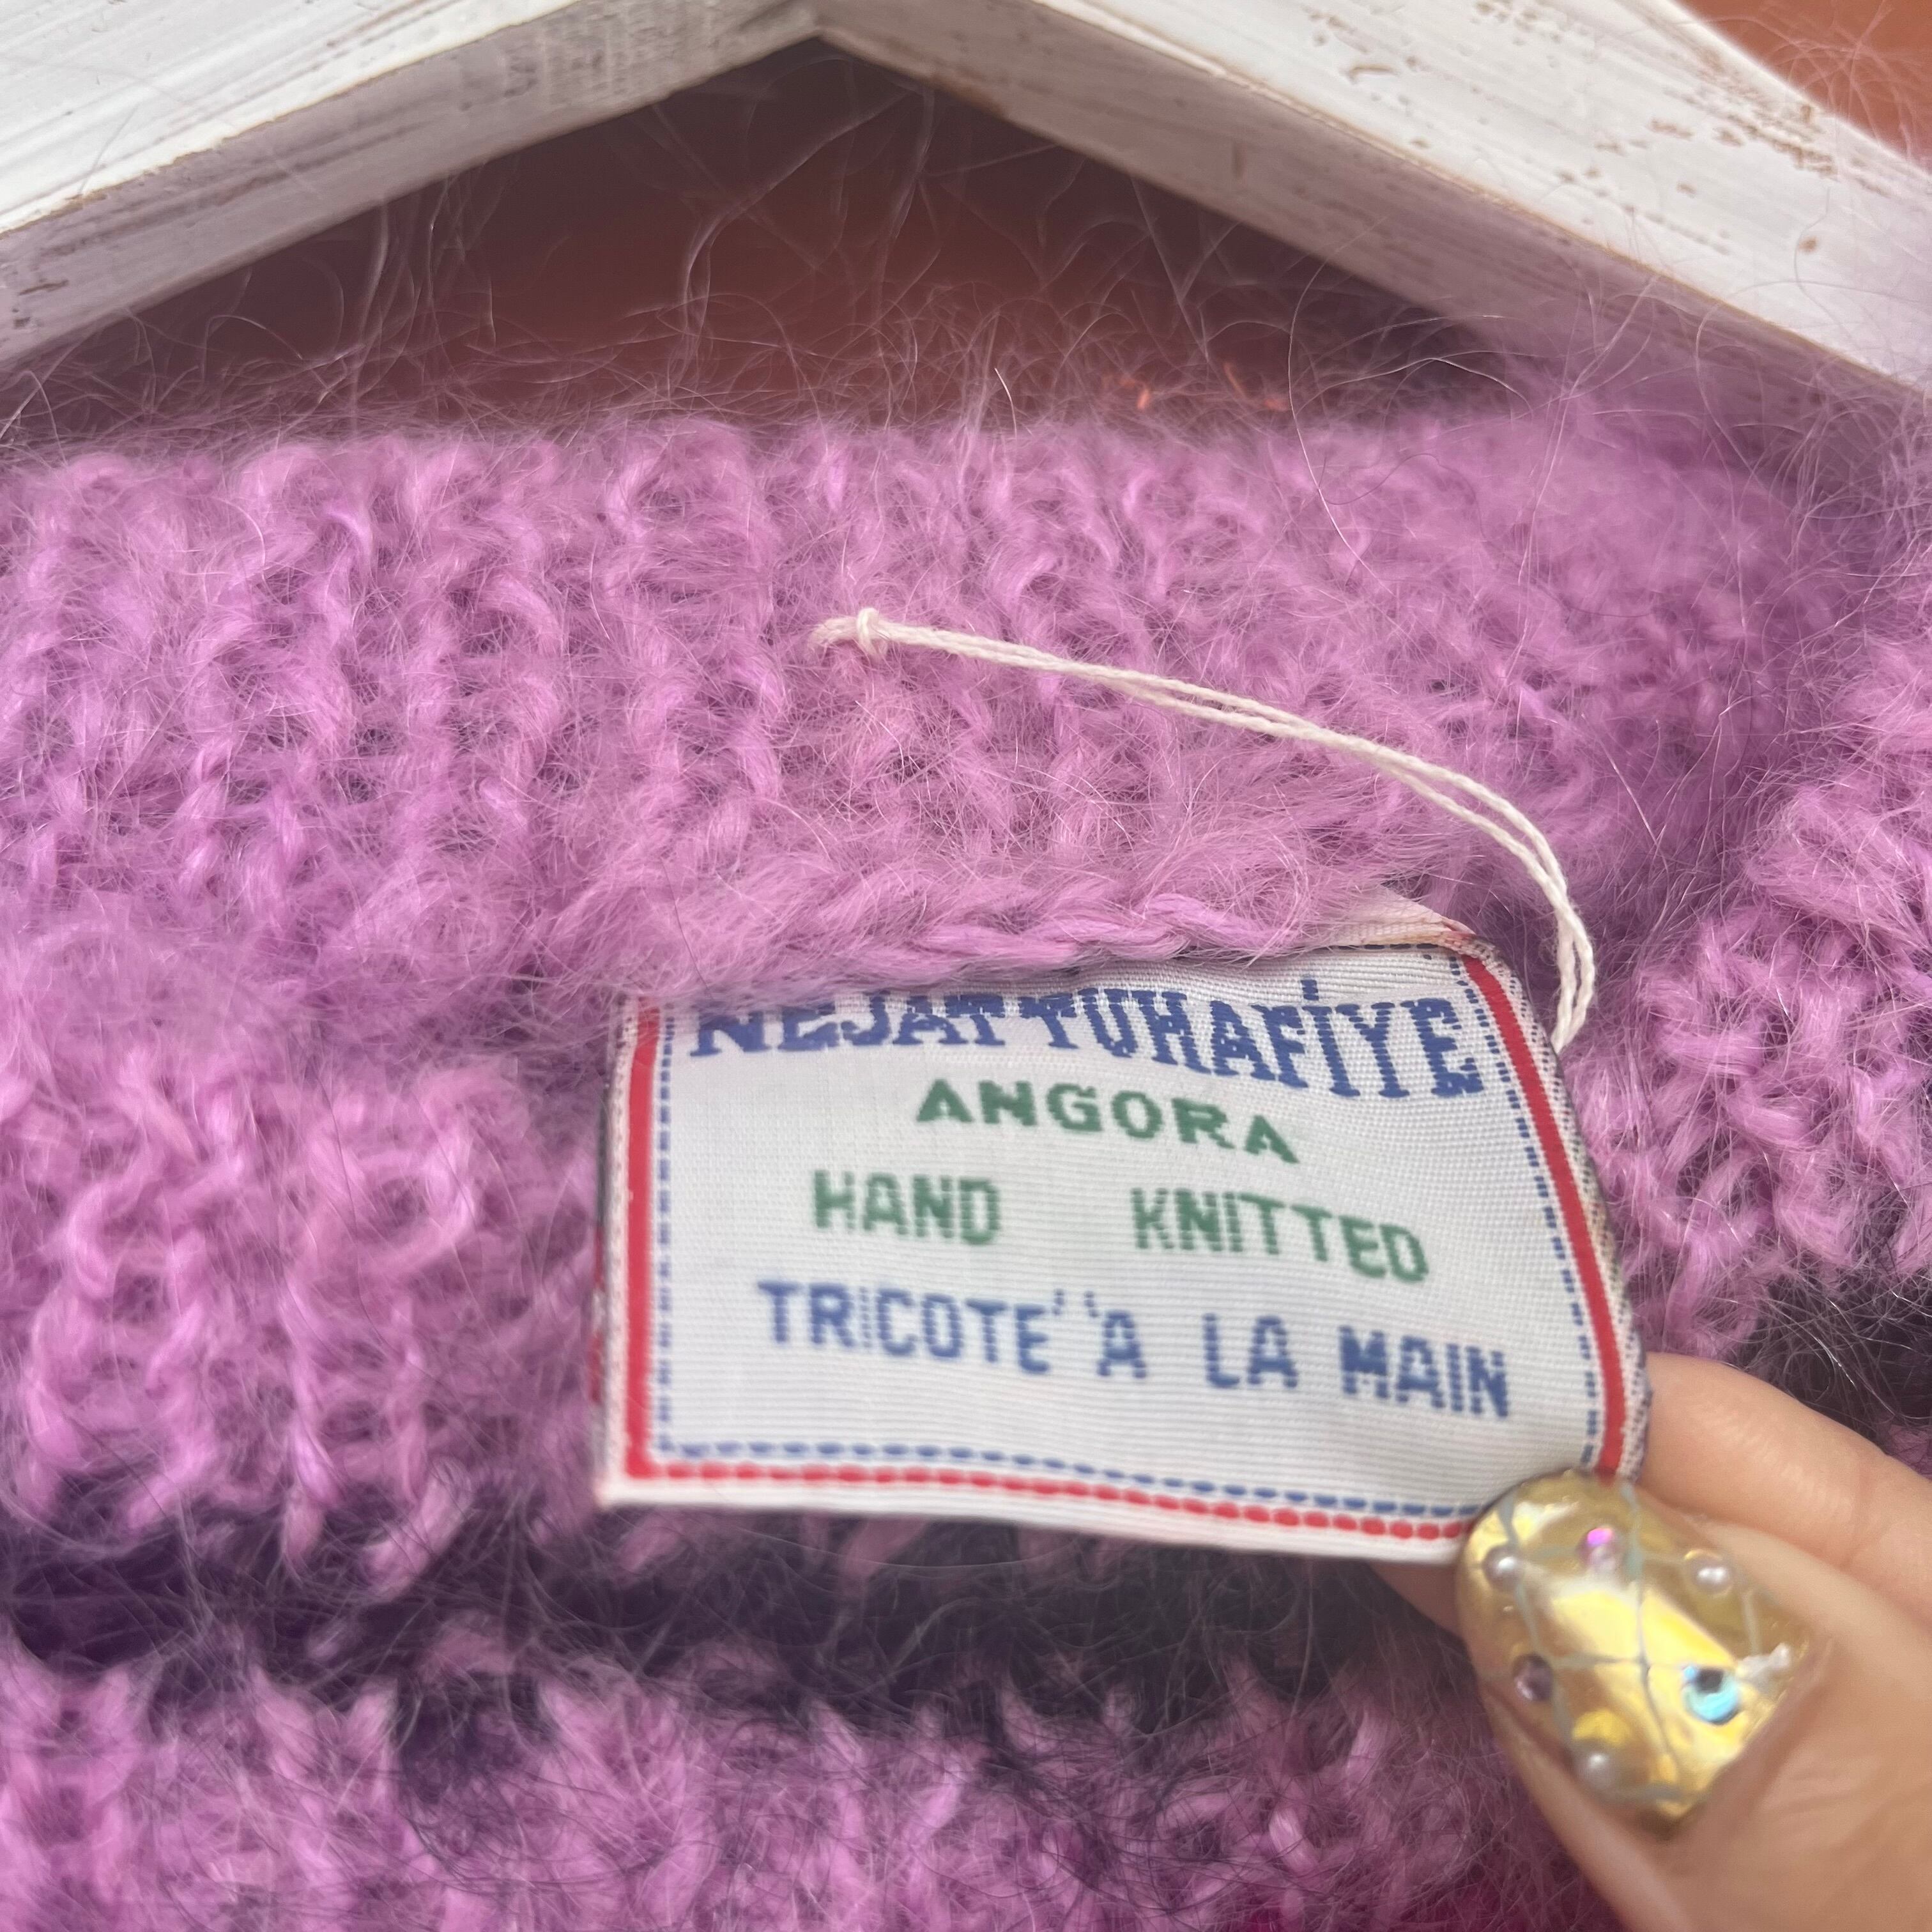 NEJAT TUHAFİYE
ANGORA
HAND KNITTED
TRiCOTE' 'A LA MAIN